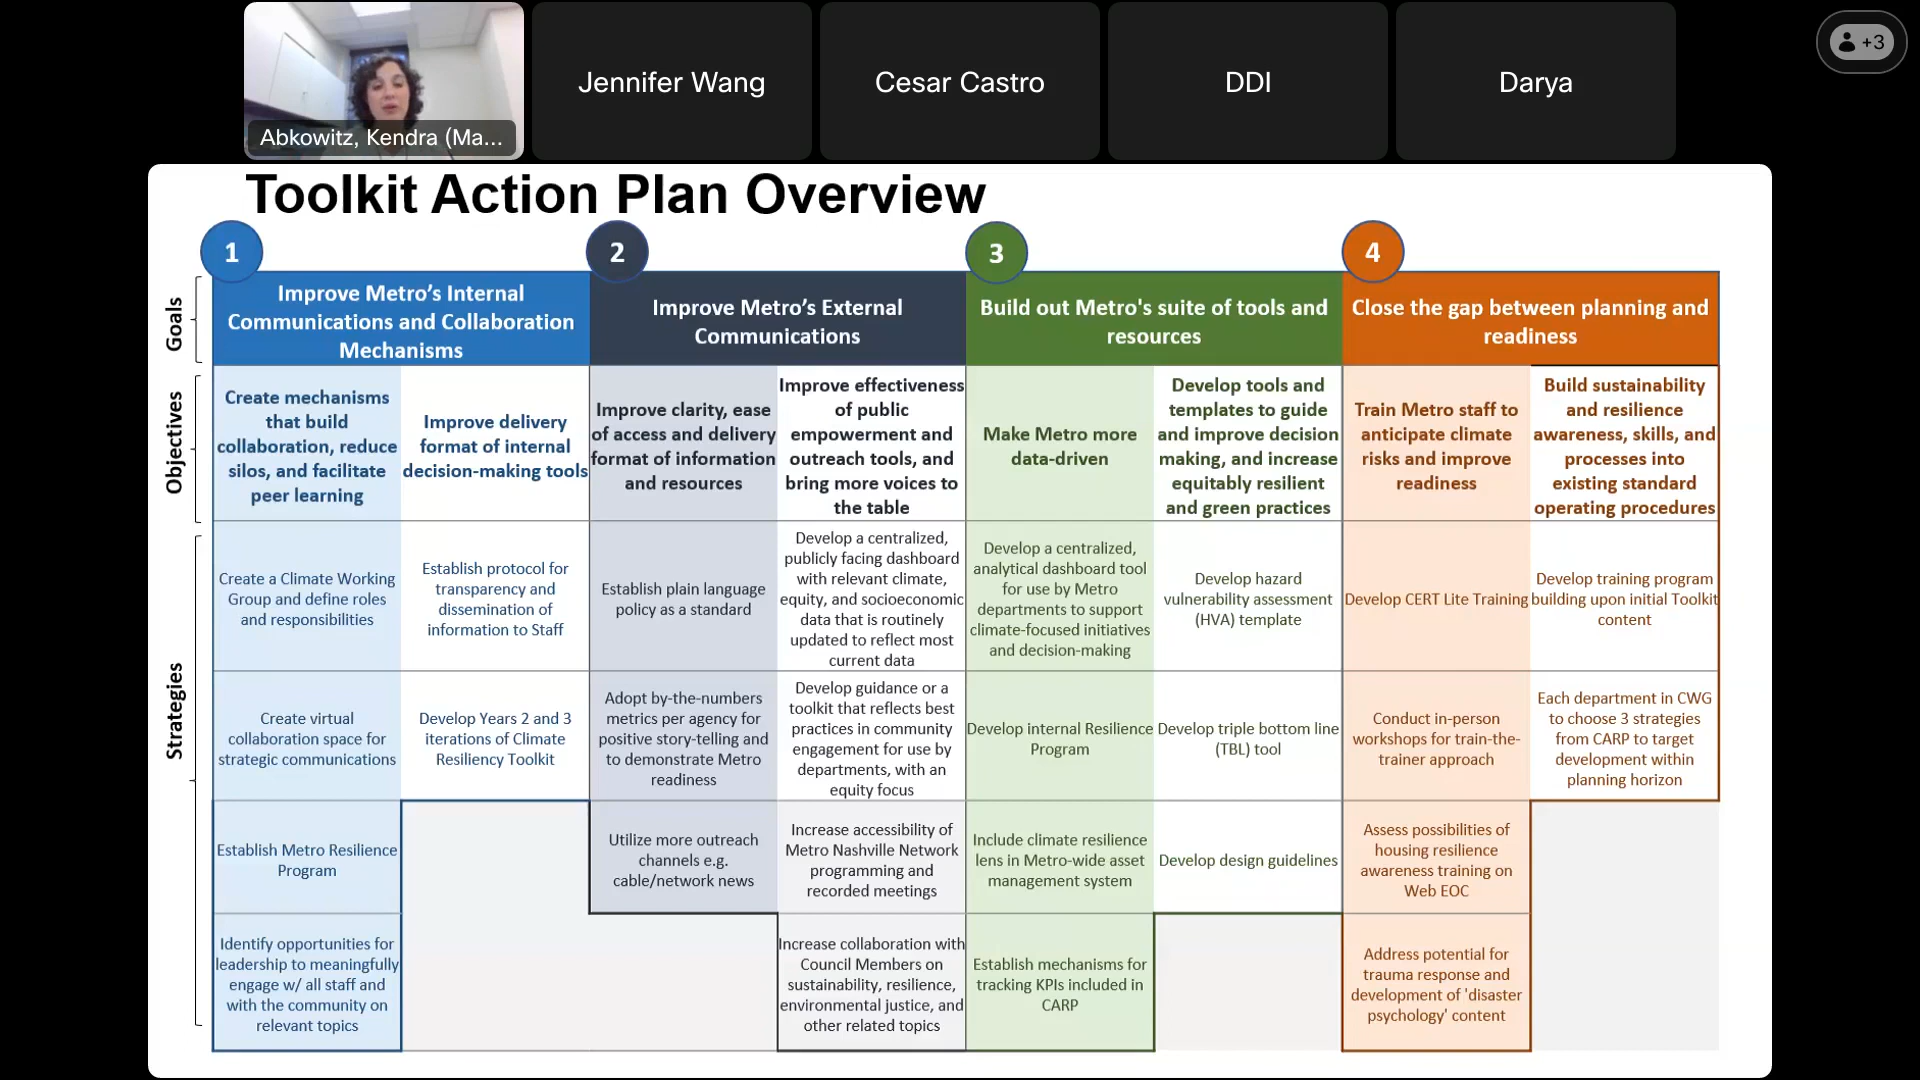 Abkowitz, Kendra (Ma...
Jennifer Wang
Cesar Castro
DDI
Darya
+3
Toolkit Action Plan Overview
1
2
3
4
Goals
Improve Metro's Internal
Communications and Collaboration
Mechanisms
Improve Metro's External
Communications
Build out Metro's suite of tools and
resources
Close the gap between planning and
readiness
Objectives
Create mechanisms
that build
collaboration, reduce
silos, and facilitate
peer learning
Improve delivery
format of internal
decision-making tools
Improve clarity, ease
of access and delivery
format of information
and resources
Improve effectiveness
of public
empowerment and
outreach tools, and
bring more voices to
the table
Make Metro more
data-driven
Develop tools and
templates to guide
and improve decision
making, and increase
equitably resilient
and green practices
Train Metro staff to
anticipate climate
risks and improve
readiness
Build sustainability
and resilience
awareness, skills, and
processes into
existing standard
operating procedures
Strategies
Create a Climate Working
Group and define roles
and responsibilities
Establish protocol for
transparency and
dissemination of
information to Staff
Establish plain language
policy as a standard
Develop a centralized,
publicly facing dashboard
with relevant climate,
equity, and socioeconomic
data that is routinely
updated to reflect most
current data
Develop a centralized,
analytical dashboard tool
for use by Metro
departments to support
climate-focused initiatives
and decision-making
Develop hazard
vulnerability assessment
(HVA) template
Develop CERT Lite Training
Develop training program
building upon initial Toolkit
content
Create virtual
collaboration space for
strategic communications
Develop Years 2 and 3
iterations of Climate
Resiliency Toolkit
Adopt by-the-numbers
metrics per agency for
positive story-telling and
to demonstrate Metro
readiness
Develop guidance or a
toolkit that reflects best
practices in community
engagement for use by
departments, with an
equity focus
Develop internal Resilience
Program
Develop triple bottom line
(TBL) tool
Conduct in-person
workshops for train-the-
trainer approach
Each department in CWG
to choose 3 strategies
from CARP to target
development within
planning horizon
Establish Metro Resilience
Program
Utilize more outreach
channels e.g.
cable/network news
Increase accessibility of
Metro Nashville Network
programming and
recorded meetings
Include climate resilience
lens in Metro-wide asset
management system
Develop design guidelines
Assess possibilities of
housing resilience
awareness training on
Web EOC
Identify opportunities for
leadership to meaningfully
engage w/ all staff and
with the community on
relevant topics
Increase collaboration with
Council Members on
sustainability, resilience,
environmental justice, and
other related topics
Establish mechanisms for
tracking KPIs included in
CARP
Address potential for
trauma response and
development of 'disaster
psychology' content